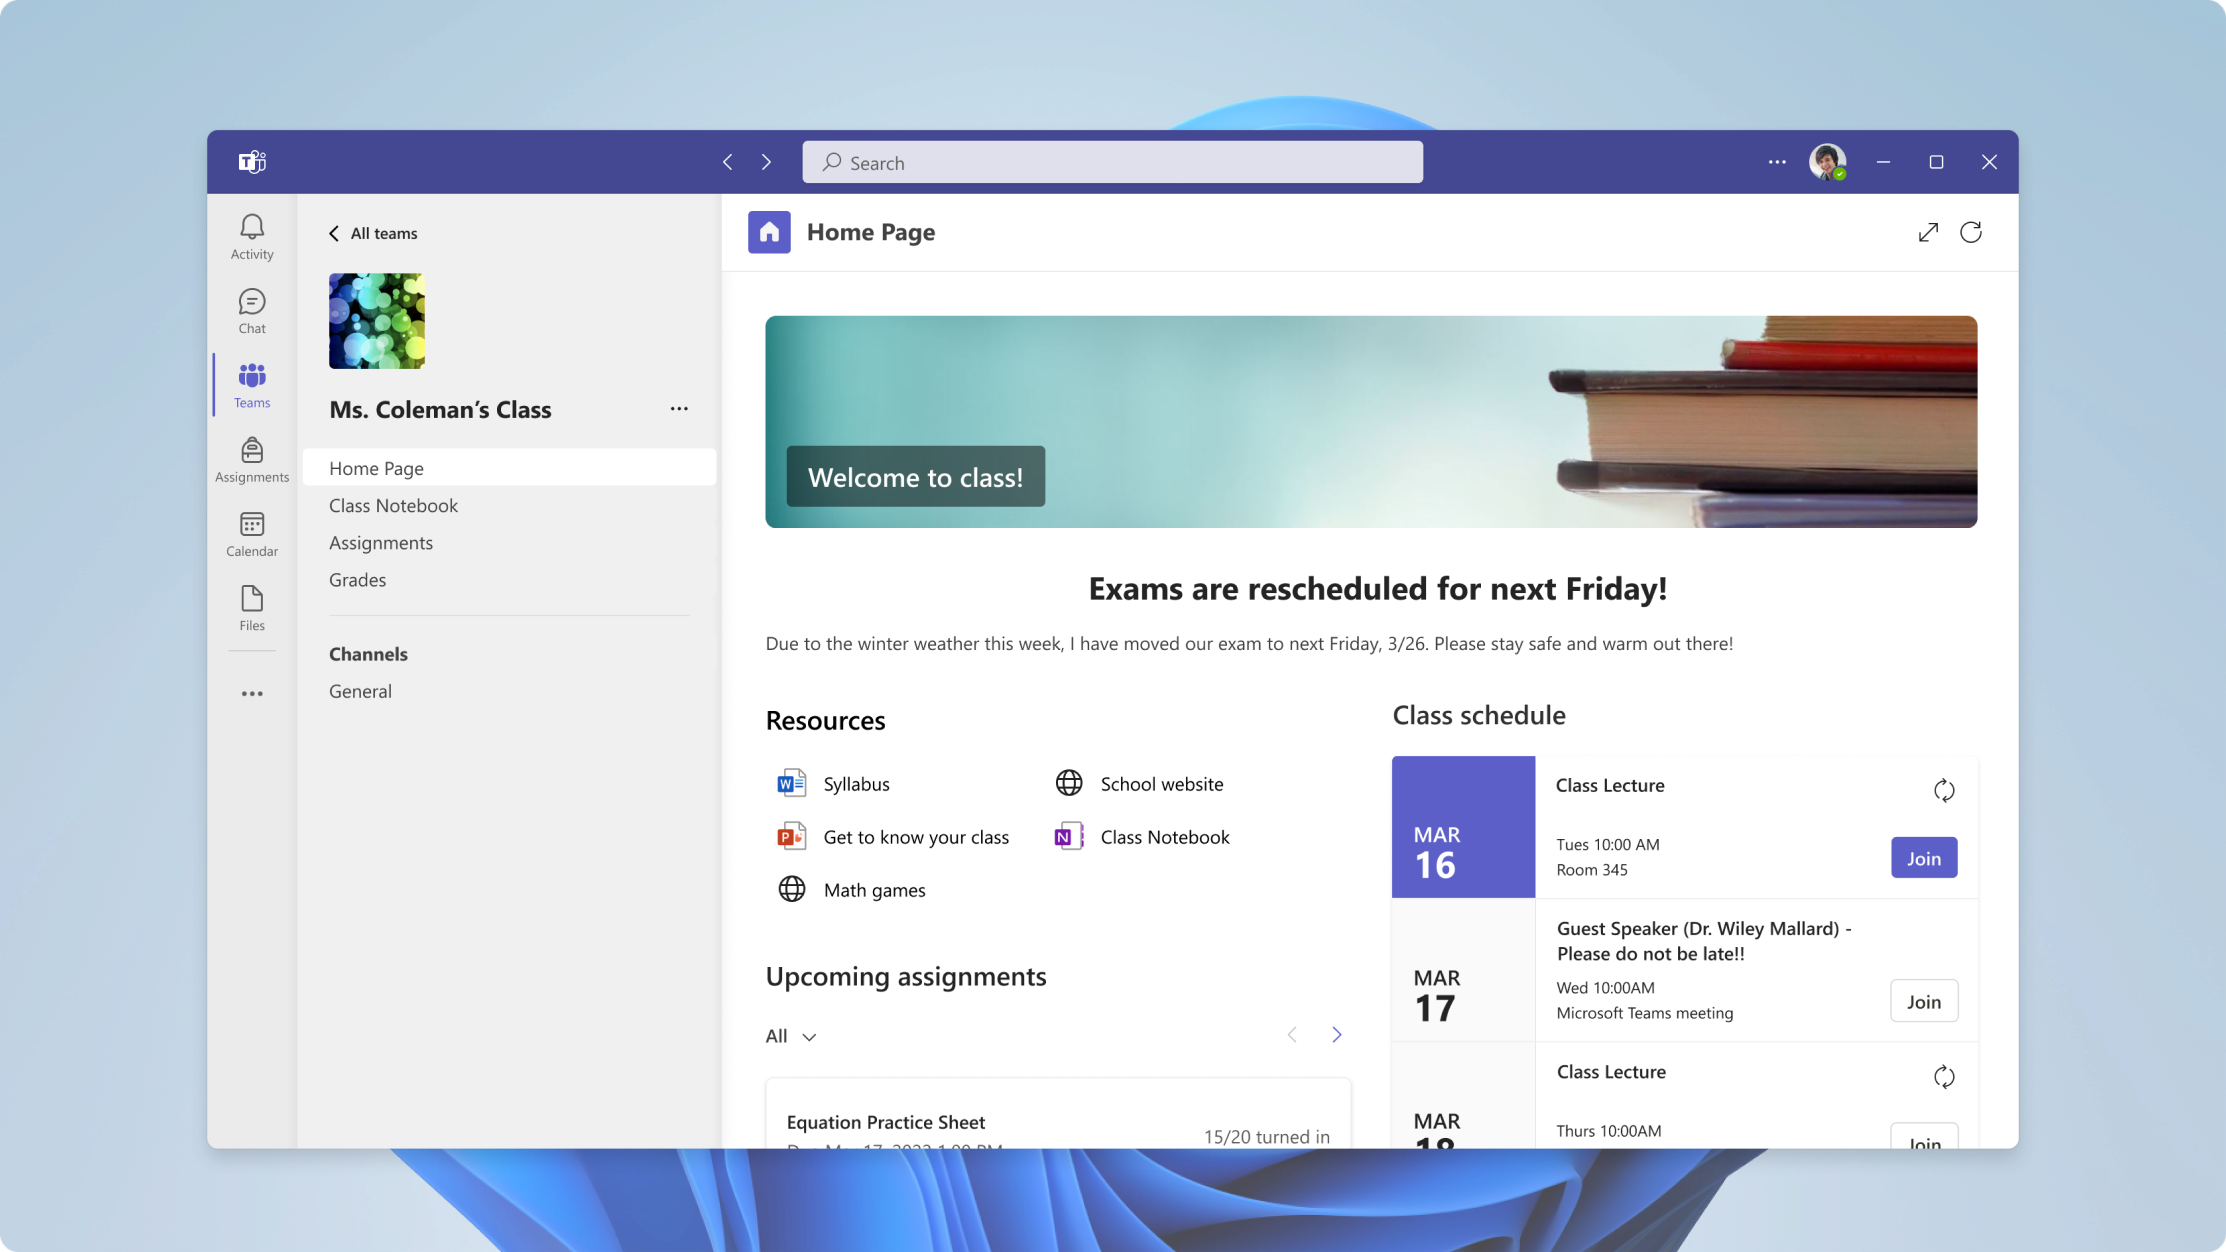 Search
Activity
Chat
Teams
Assignments
Calendar
Files
All teams
Ms. Coleman’s Class
Home Page
Class Notebook
Assignments
Grades
Channels
General
Home Page
Welcome to class!
Exams are rescheduled for next Friday!
Due to the winter weather this week, I have moved our exam to next Friday, 3/26. Please stay safe and warm out there!
Resources
Syllabus
School website
Get to know your class
Class Notebook
Math games
Upcoming assignments
All
Equation Practice Sheet
15/20 turned in
Class schedule
MAR
16
Class Lecture
Tues 10:00 AM
Room 345
Join
MAR
17
Guest Speaker (Dr. Wiley Mallard) -
Please do not be late!!
Wed 10:00AM
Microsoft Teams meeting
Join
MAR
18
Class Lecture
Thurs 10:00AM
Join